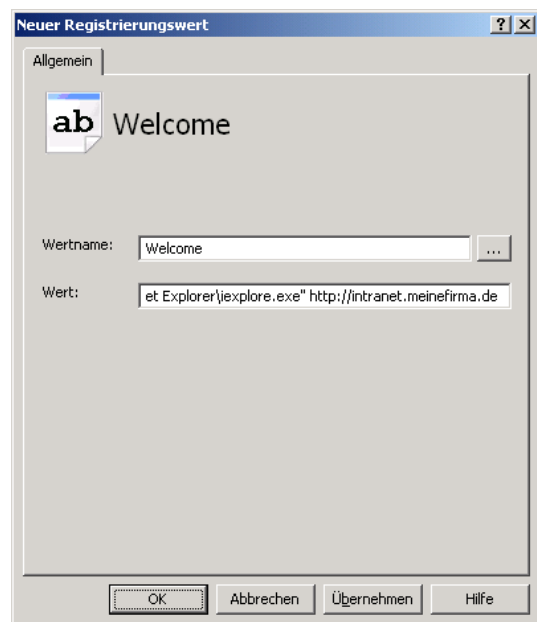 Neuer Registrierungswert
Allgemein
ab Welcome
Wertname: Welcome ...
Wert: et Explorer\iexplore.exe" http://intranet.meinefirma.de
OK Abbrechen Übernehmen Hilfe